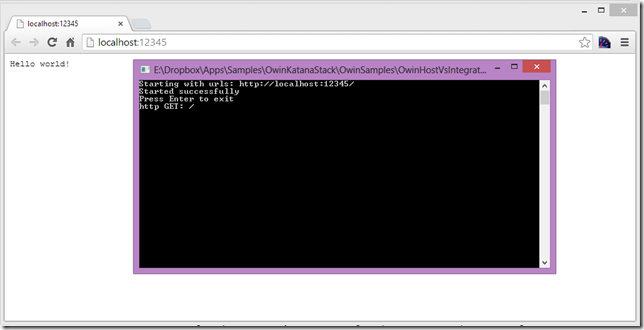 localhost:12345
localhost:12345
Hello world!
E:\Dropbox\Apps\Samples\OwinKatanaStack\OwinSamples\OwinHostVsIntegrat...
Starting with urls: http://localhost:12345/
Started successfully
Press Enter to exit
http GET: /